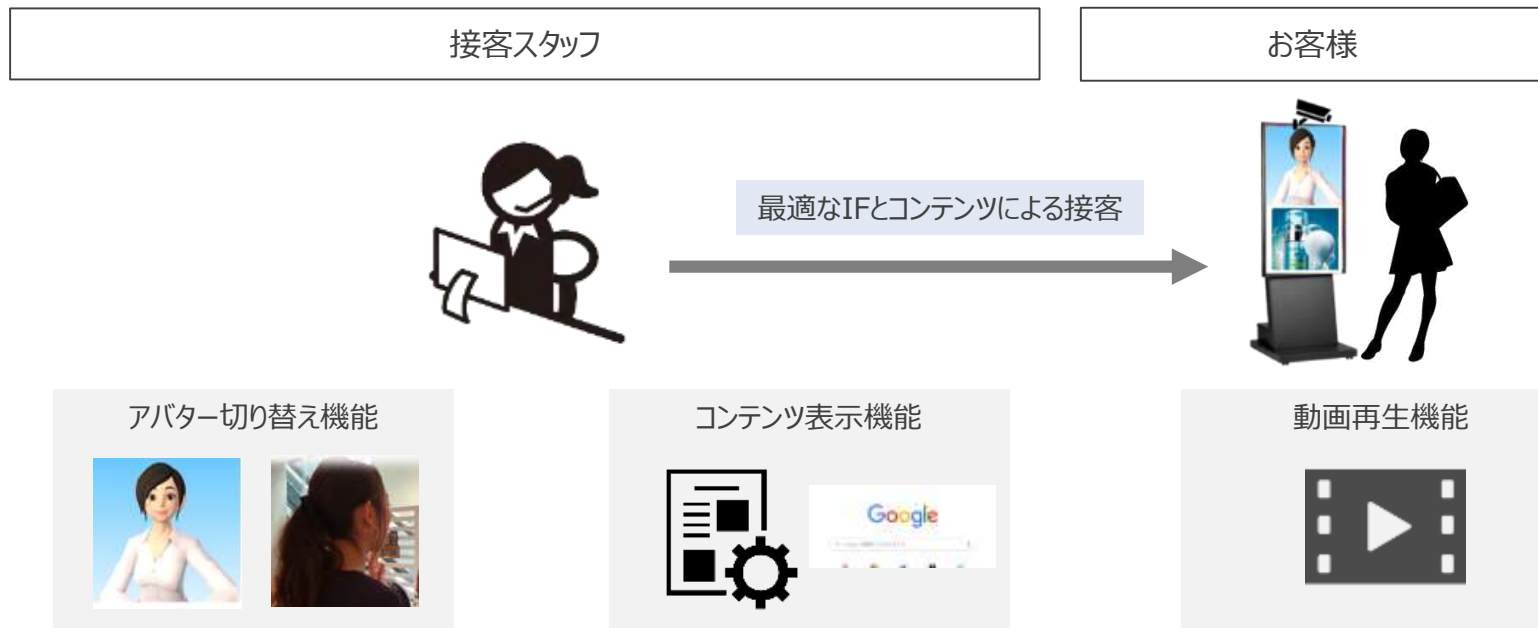 接客スタッフ
お客様
最適なIFとコンテンツによる接客
アバター切り替え機能
コンテンツ表示機能
動画再生機能
Google